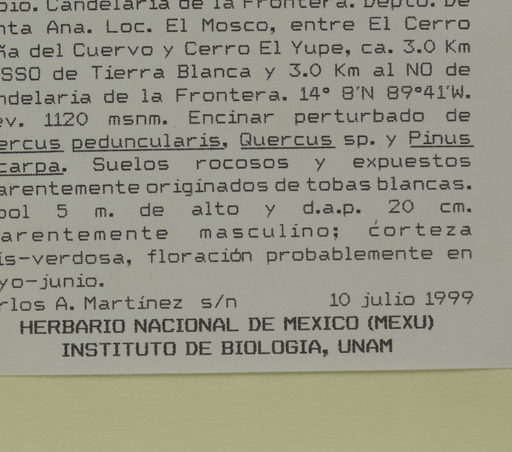 pio. Candelaria de la Frontera. Depto. De
nta Ana. Loc. El Mosco, entre El Cerro
ña del Cuervo y Cerro El Yupe, ca. 3.0 Km
SSO de Tierra Blanca y 3.0 Km al NO de
ndelaria de la Frontera. 14° 8'N 89°41'W.
ev. 1120 msnm. Encinar perturbado de
ercus peduncularis, Quercus sp. y Pinus
carpa. Suelos rocosos y expuestos
arentemente originados de tobas blancas.
bol 5 m. de alto y d.a.p. 20 cm.
arentemente masculino; corteza
is-verdosa, floración probablemente en
yo-junio.
rlos A. Martínez s/n 10 julio 1999
HERBARIO NACIONAL DE MEXICO (MEXU)
INSTITUTO DE BIOLOGIA, UNAM